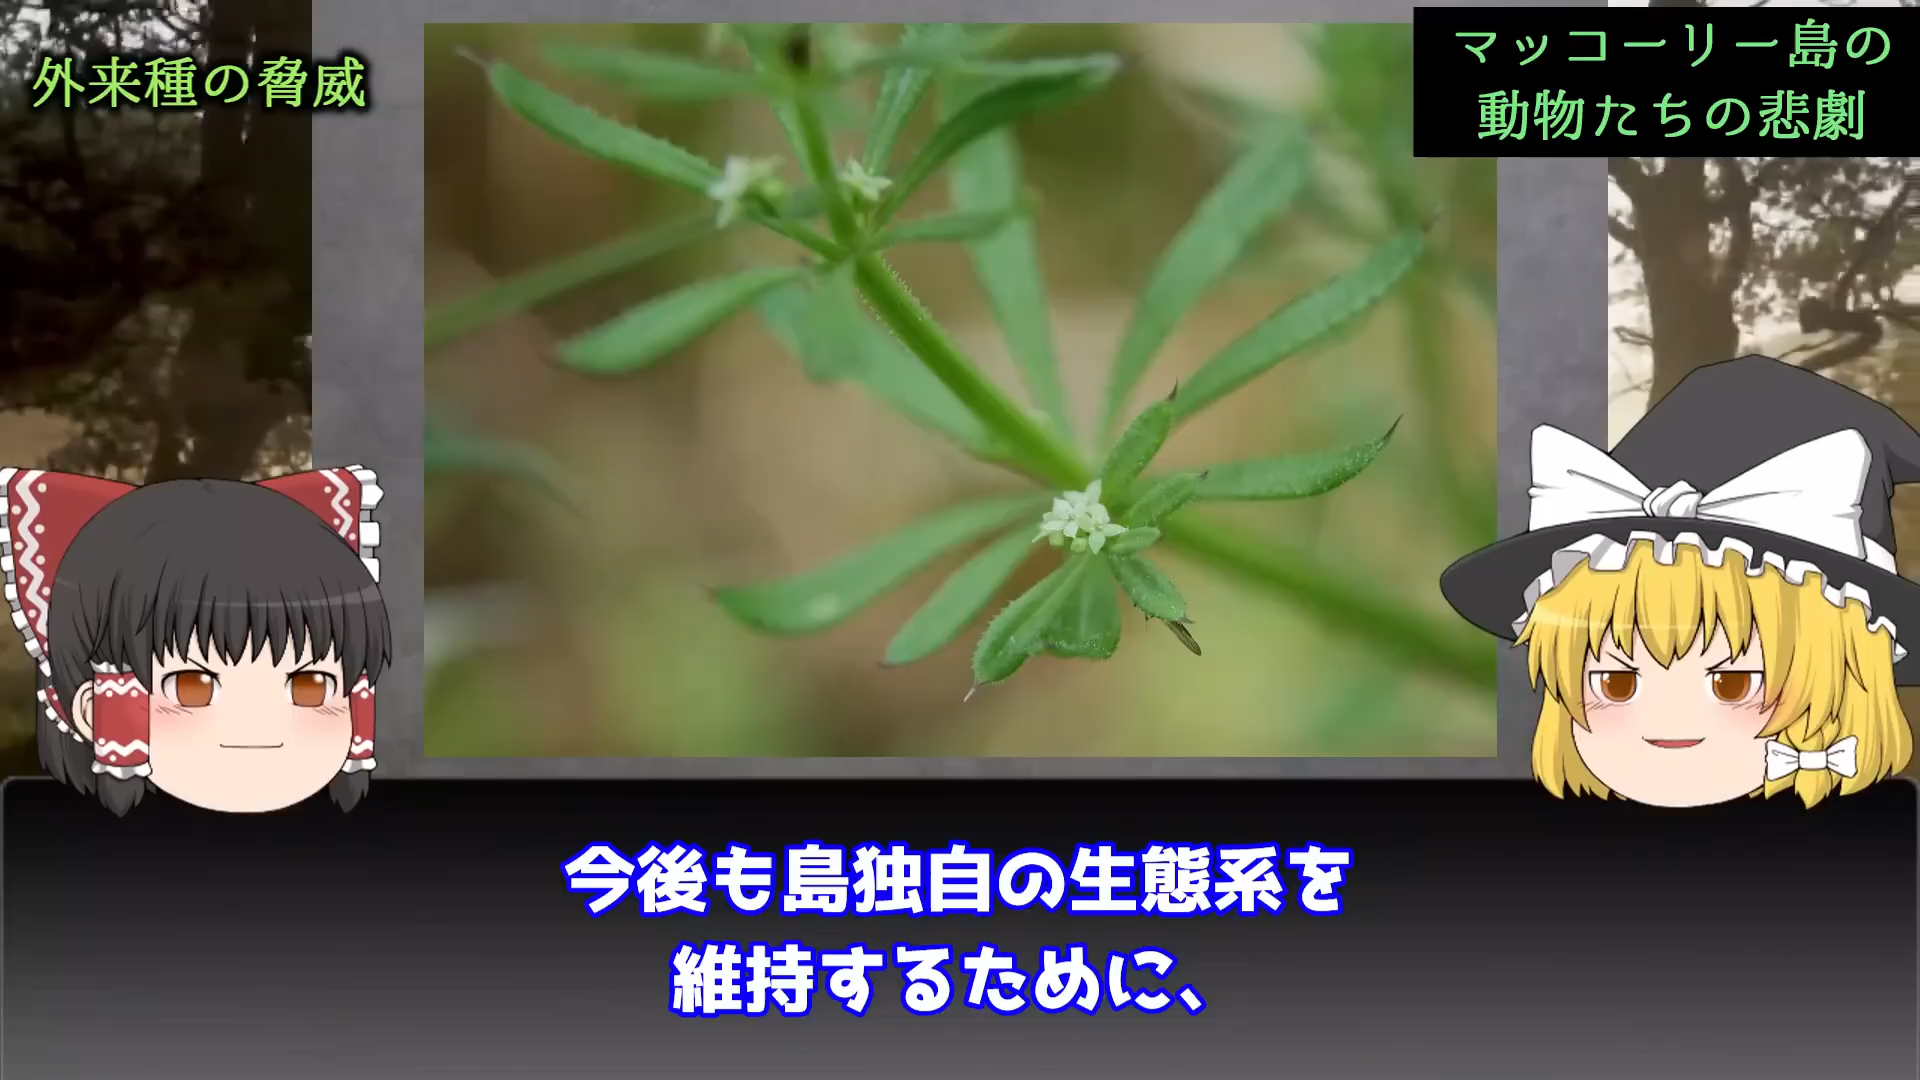 外来種の脅威
マッコーリー島の
動物たちの悲劇
今後も島独自の生態系を
維持するために、